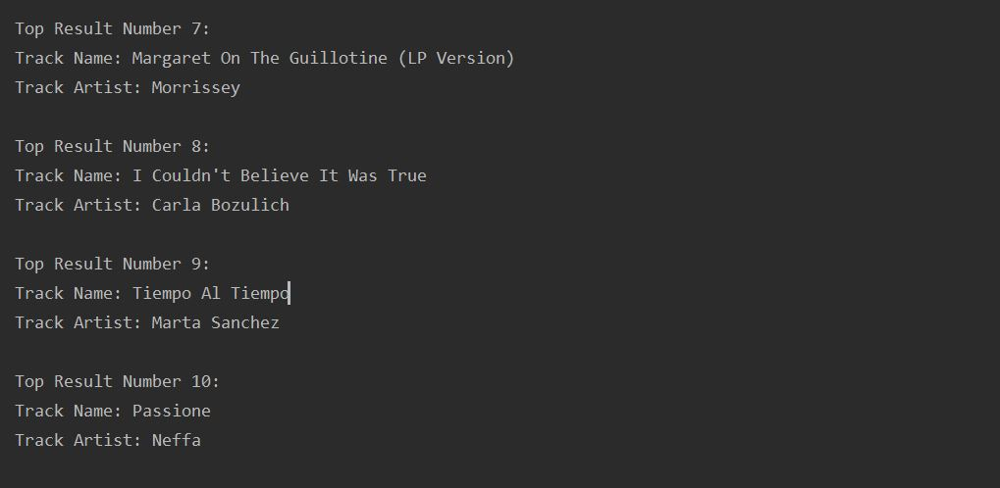 Top Result Number 7:
Track Name: Margaret On The Guillotine (LP Version)
Track Artist: Morrissey
Top Result Number 8:
Track Name: I Couldn't Believe It Was True
Track Artist: Carla Bozulich
Top Result Number 9:
Track Name: Tiempo Al Tiempo
Track Artist: Marta Sanchez
Top Result Number 10:
Track Name: Passione
Track Artist: Neffa